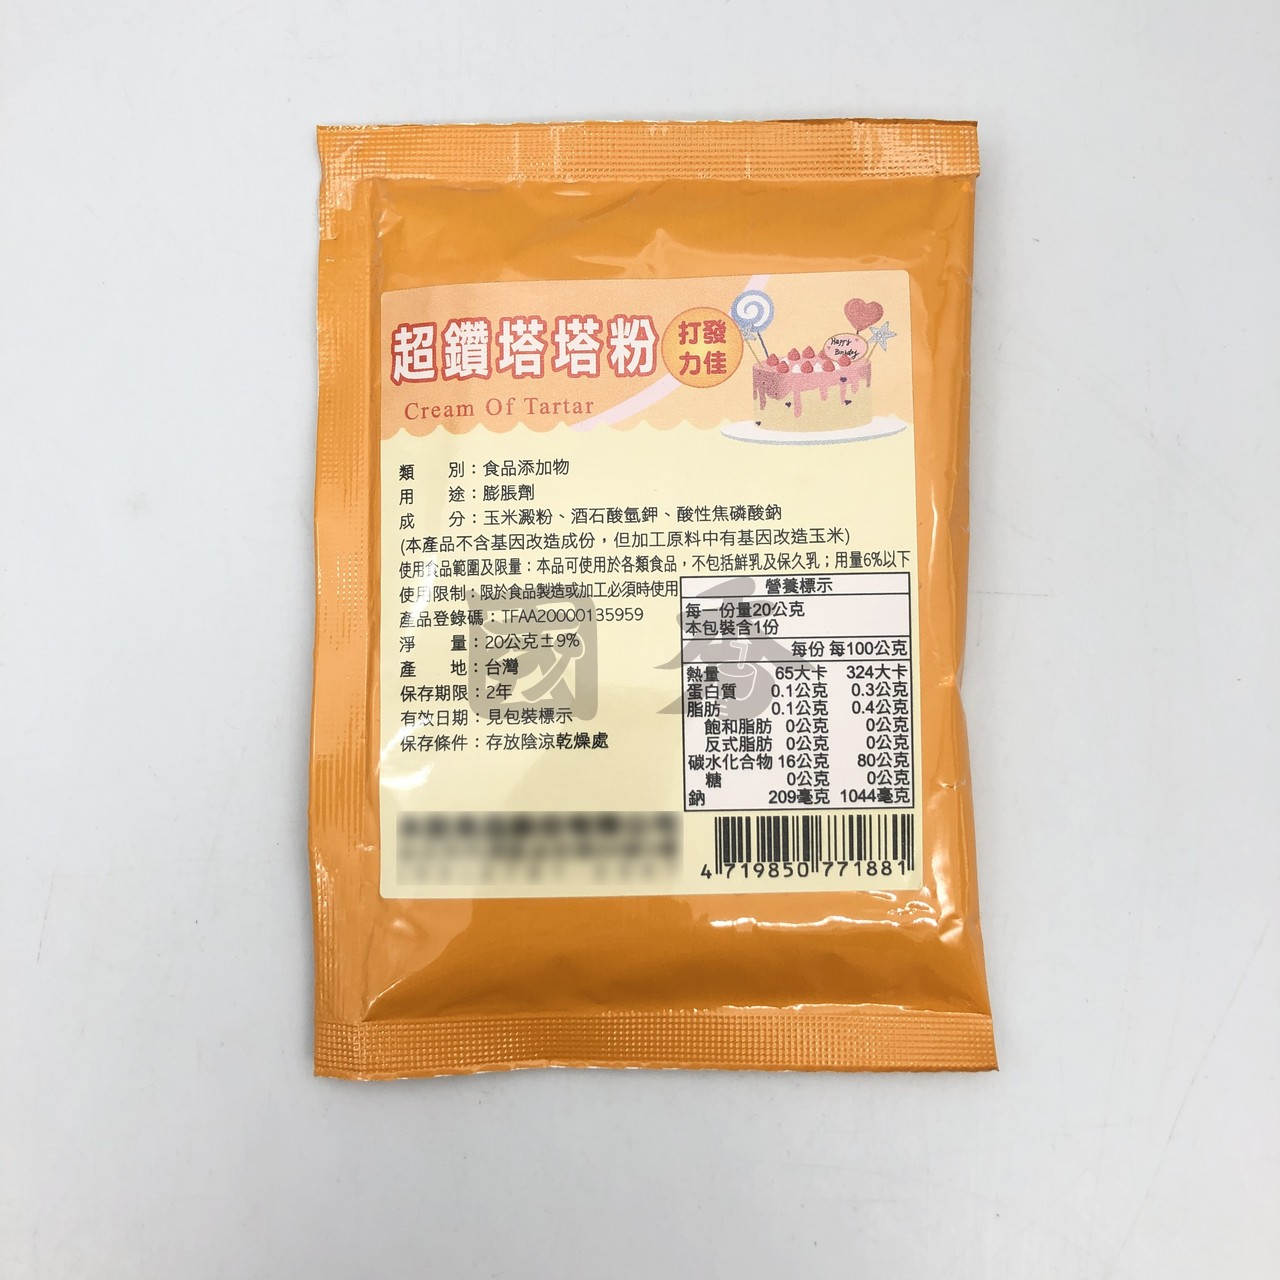 超鑽塔塔粉
打發
力佳
Cream Of Tartar
Happy
Birthday
類 別：食品添加物
用 途：膨脹劑
成 分：玉米澱粉、酒石酸氫鉀、酸性焦磷酸鈉
(本產品不含基因改造成份，但加工原料中有基因改造玉米)
使用食品範圍及限量：本品可使用於各類食品，不包括鮮乳及保久乳；用量6%以下
使用限制：限於食品製造或加工必須時使用
產品登錄碼：TFAA20000135959
淨 量：20公克±9%
產 地：台灣
保存期限：2年
有效日期：見包裝標示
保存條件：存放陰涼乾燥處
國秀
營養標示
每一份量20公克
本包裝含1份
每份 每100公克
熱量 65大卡 324大卡
蛋白質 0.1公克 0.3公克
脂肪 0.1公克 0.4公克
飽和脂肪 0公克 0公克
反式脂肪 0公克 0公克
碳水化合物 16公克 80公克
糖 0公克 0公克
鈉 209毫克 1044毫克
4 719850 771881